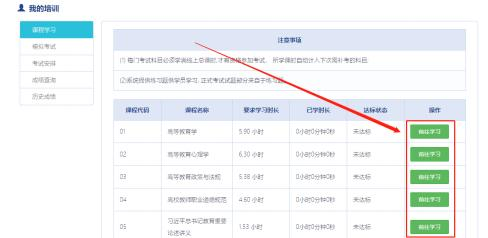 我的培训
课程学习
模拟考试
考试安排
成绩查询
历史成绩
注意事项
(1) 每门考试科目必须学满线上总课时,才有资格参加考试, 所学课时自动计入下次需补考的科目.
(2)系统提供练习题供学员学习, 正式考试试题部分来自于练习题.
课程代码 课程名称 要求学习时长 已学时长 达标状态 操作
01 高等教育学 5.90 小时 0小时0分钟0秒 未达标 前往学习
02 高等教育心理学 6.30 小时 0小时0分钟0秒 未达标 前往学习
03 高等教育政策与法规 5.38 小时 0小时0分钟0秒 未达标 前往学习
04 高校教师职业道德规范 4.60 小时 0小时0分钟0秒 未达标 前往学习
05 习近平总书记教育重要论述讲义 1.53 小时 0小时0分钟0秒 未达标 前往学习